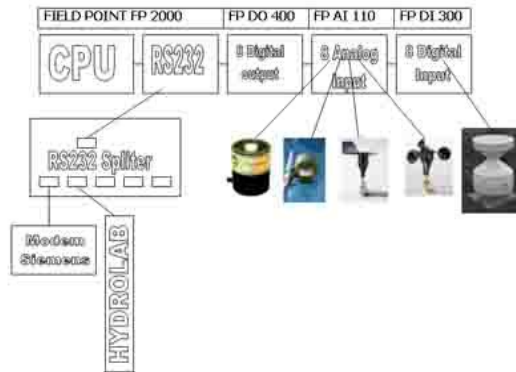 FIELD POINT FP 2000 FP DO 400 FP AI 110 FP DI 300
CPU
RS232
8 Digital
output
8 Analog
Input
8 Digital
Input
RS232 Spliter
Modem
Siemens
HYDROLAB